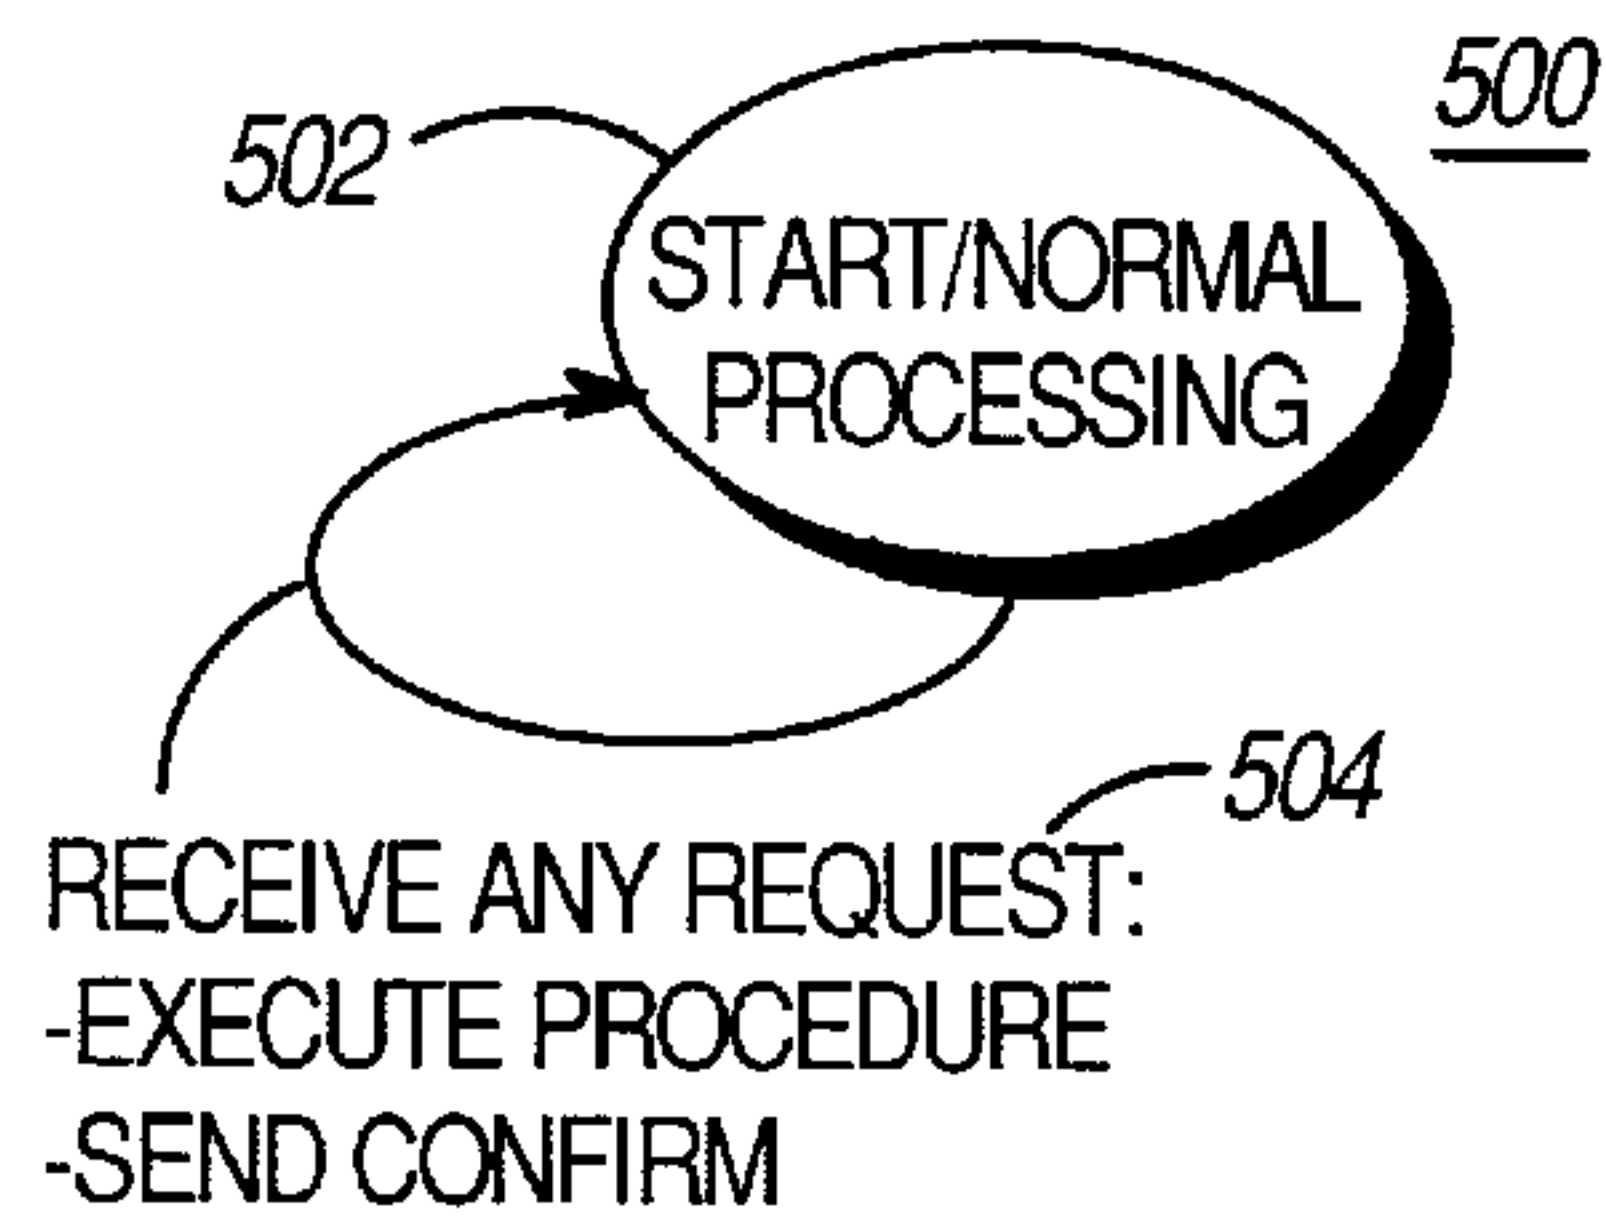 500
502
START/NORMAL
PROCESSING
504
RECEIVE ANY REQUEST:
-EXECUTE PROCEDURE
-SEND CONFIRM